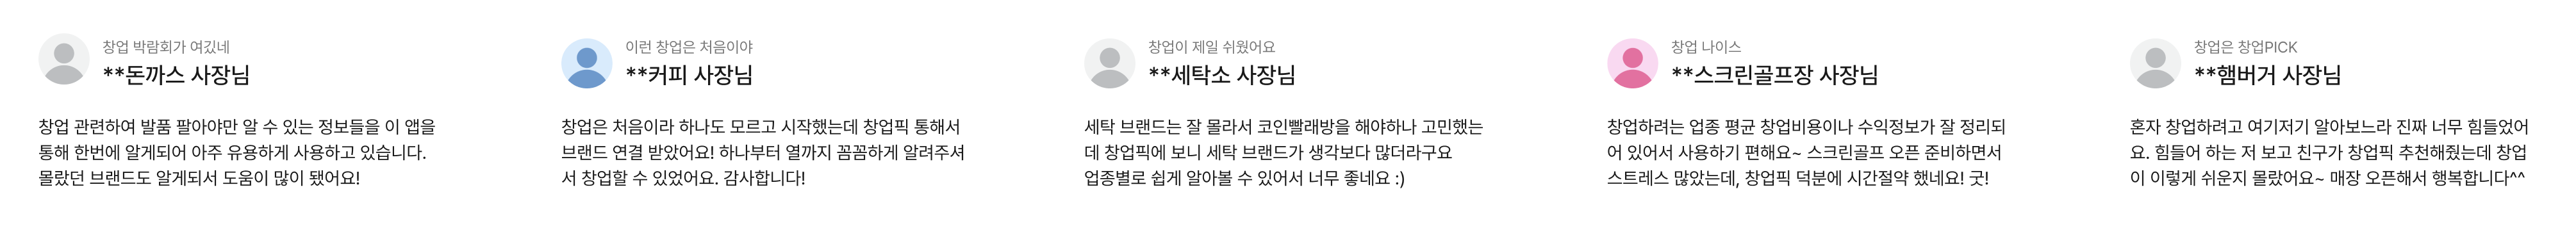 창업 박람회가 여깄네
**돈까스 사장님
창업 관련하여 발품 팔아야만 알 수 있는 정보들을 이 앱을
통해 한번에 알게되어 아주 유용하게 사용하고 있습니다.
몰랐던 브랜드도 알게되서 도움이 많이 됐어요!
이런 창업은 처음이야
**커피 사장님
창업은 처음이라 하나도 모르고 시작했는데 창업픽 통해서
브랜드 연결 받았어요! 하나부터 열까지 꼼꼼하게 알려주셔
서 창업할 수 있었어요. 감사합니다!
창업이 제일 쉬웠어요
**세탁소 사장님
세탁 브랜드는 잘 몰라서 코인빨래방을 해야하나 고민했는
데 창업픽에 보니 세탁 브랜드가 생각보다 많더라구요
업종별로 쉽게 알아볼 수 있어서 너무 좋네요 :)
창업 나이스
**스크린골프장 사장님
창업하려는 업종 평균 창업비용이나 수익정보가 잘 정리되
어 있어서 사용하기 편해요~ 스크린골프 오픈 준비하면서
스트레스 많았는데, 창업픽 덕분에 시간절약 했네요! 굿!
창업은 창업PICK
**햄버거 사장님
혼자 창업하려고 여기저기 알아보느라 진짜 너무 힘들었어
요. 힘들어 하는 저 보고 친구가 창업픽 추천해줬는데 창업
이 이렇게 쉬운지 몰랐어요~ 매장 오픈해서 행복합니다^^